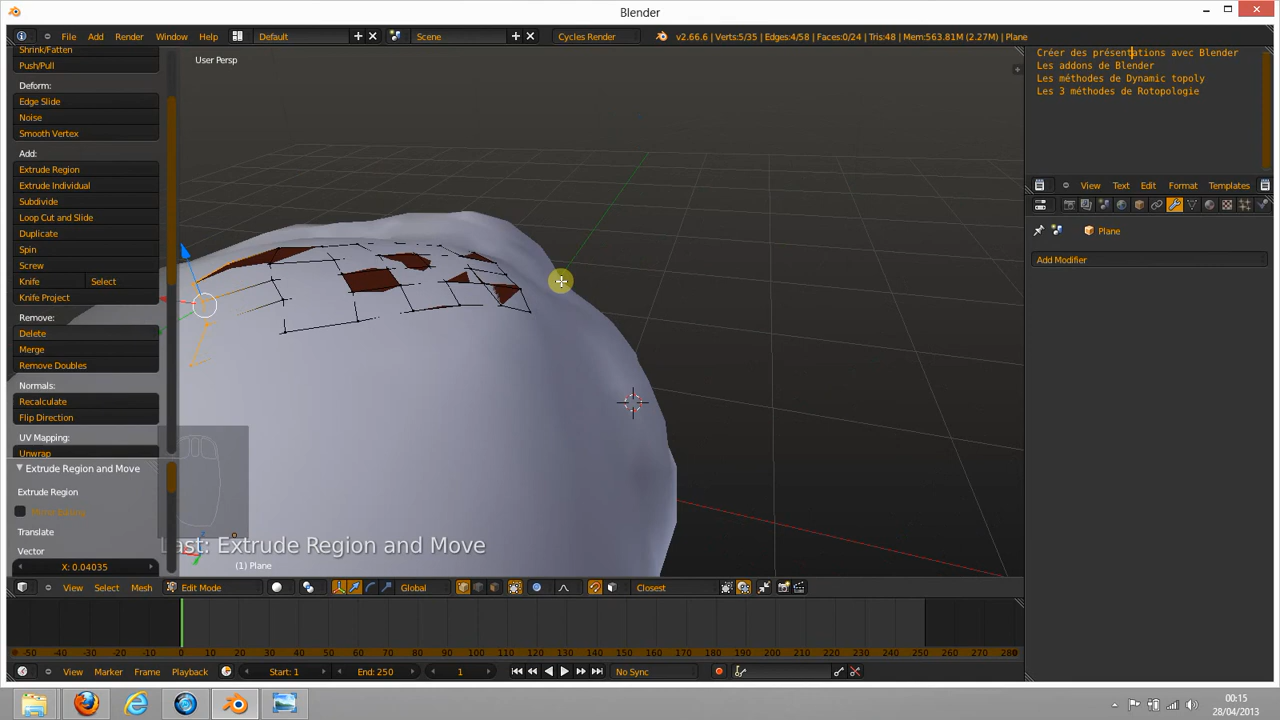 Blender
File Add Render Window Help Default Scene Cycles Render v2.66.6 | Verts:5/35 | Edges:4/58 | Faces:0/24 | Tris:48 | Mem:563.81M (2.27M) | Plane
Shrink/Fatten
Push/Pull
Deform:
Edge Slide
Noise
Smooth Vertex
Add:
Extrude Region
Extrude Individual
Subdivide
Loop Cut and Slide
Duplicate
Spin
Screw
Knife Select
Knife Project
Remove:
Delete
Merge
Remove Doubles
Normals:
Recalculate
Flip Direction
UV Mapping:
Unwrap
Extrude Region and Move
Extrude Region
Translate
Vector
X: 0.04035
User Persp
Last: Extrude Region and Move
(1) Plane
Créer des présentations avec Blender
Les addons de Blender
Les méthodes de Dynamic topoly
Les 3 méthodes de Rotopologie
View Text Edit Format Templates
Plane
Add Modifier
View Select Mesh Edit Mode Global Closest
-50 -40 -30 -20 -10 0 10 20 30 40 50 60 70 80 90 100 110 120 130 140 150 160 170 180 190 200 210 220 230 240 250 260 270 280
View Marker Frame Playback Start: 1 End: 250 1 No Sync
00:15
28/04/2013